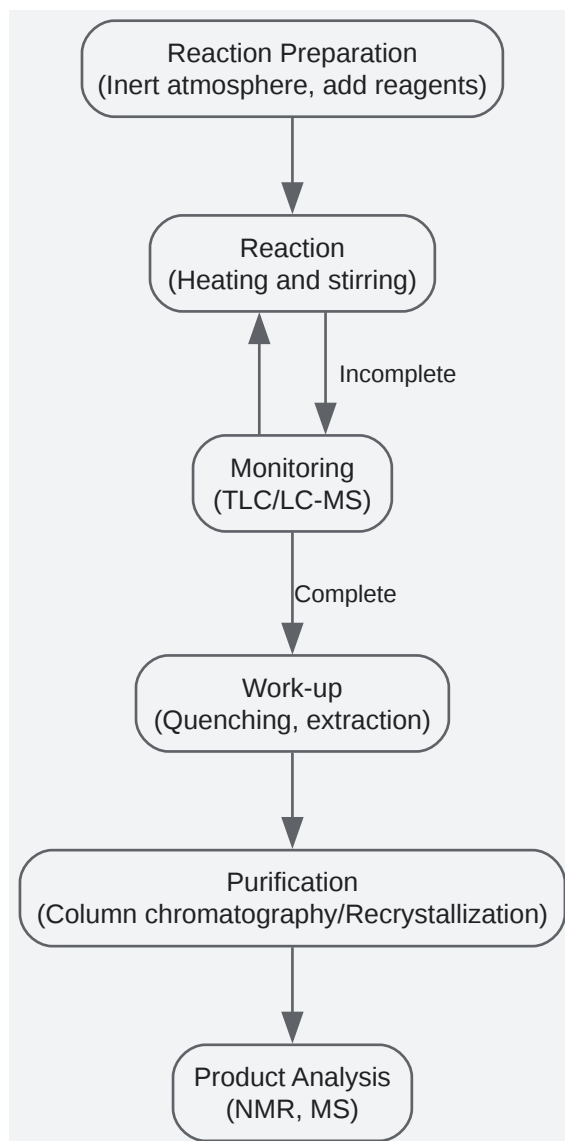 Reaction Preparation
(Inert atmosphere, add reagents)
Reaction
(Heating and stirring)
Incomplete
Monitoring
(TLC/LC-MS)
Complete
Work-up
(Quenching, extraction)
Purification
(Column chromatography/Recrystallization)
Product Analysis
(NMR, MS)